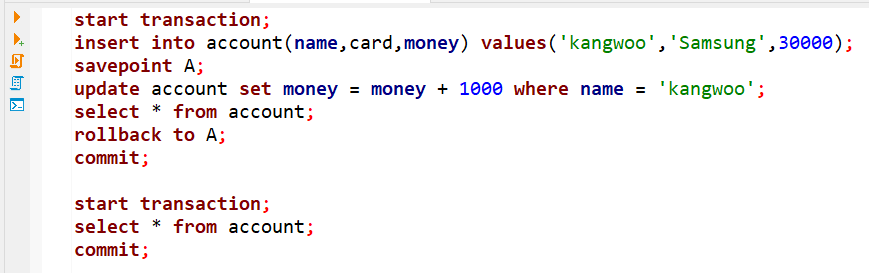 start transaction;
insert into account(name,card,money) values('kangwoo','Samsung',30000);
savepoint A;
update account set money = money + 1000 where name = 'kangwoo';
select * from account;
rollback to A;
commit;
start transaction;
select * from account;
commit;